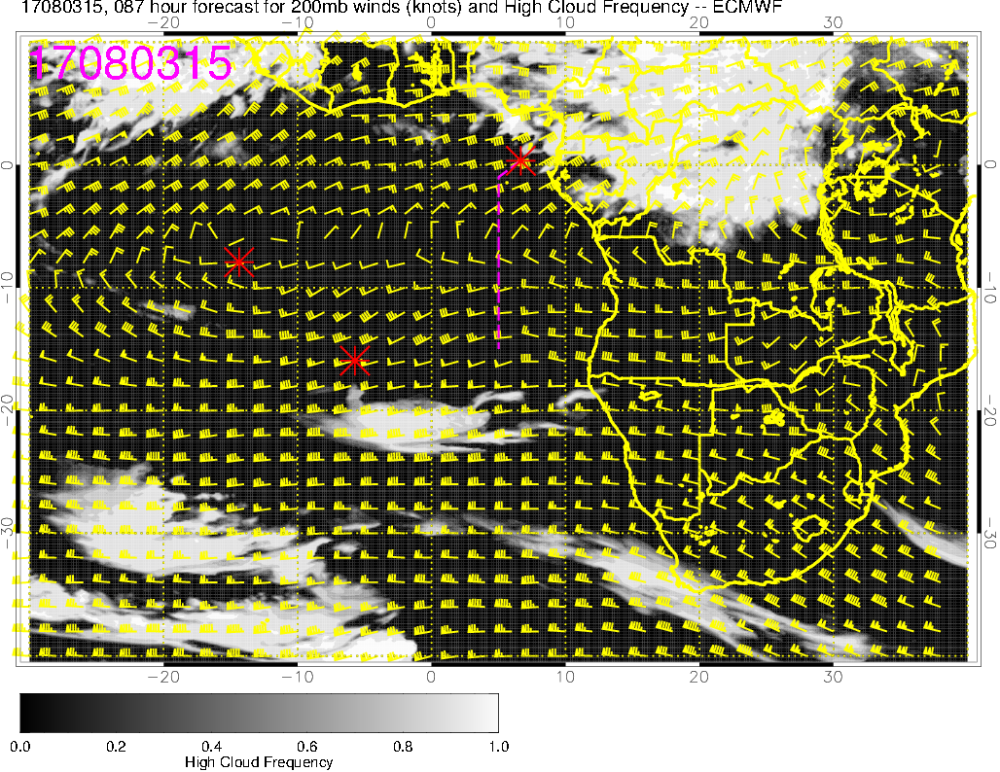 17080315, 087 hour forecast for 200mb winds (knots) and High Cloud Frequency -- ECMWF
−20 −10 0 10 20 30
17080315
0 0
−10 −10
−20 −20
−30 −30
−20 −10 0 10 20 30
0.0 0.2 0.4 0.6 0.8 1.0
High Cloud Frequency